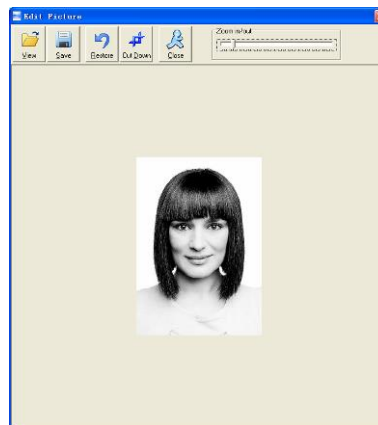 Edit Picture
View
Save
Restore
Cut Down
Close
Zoom in/out